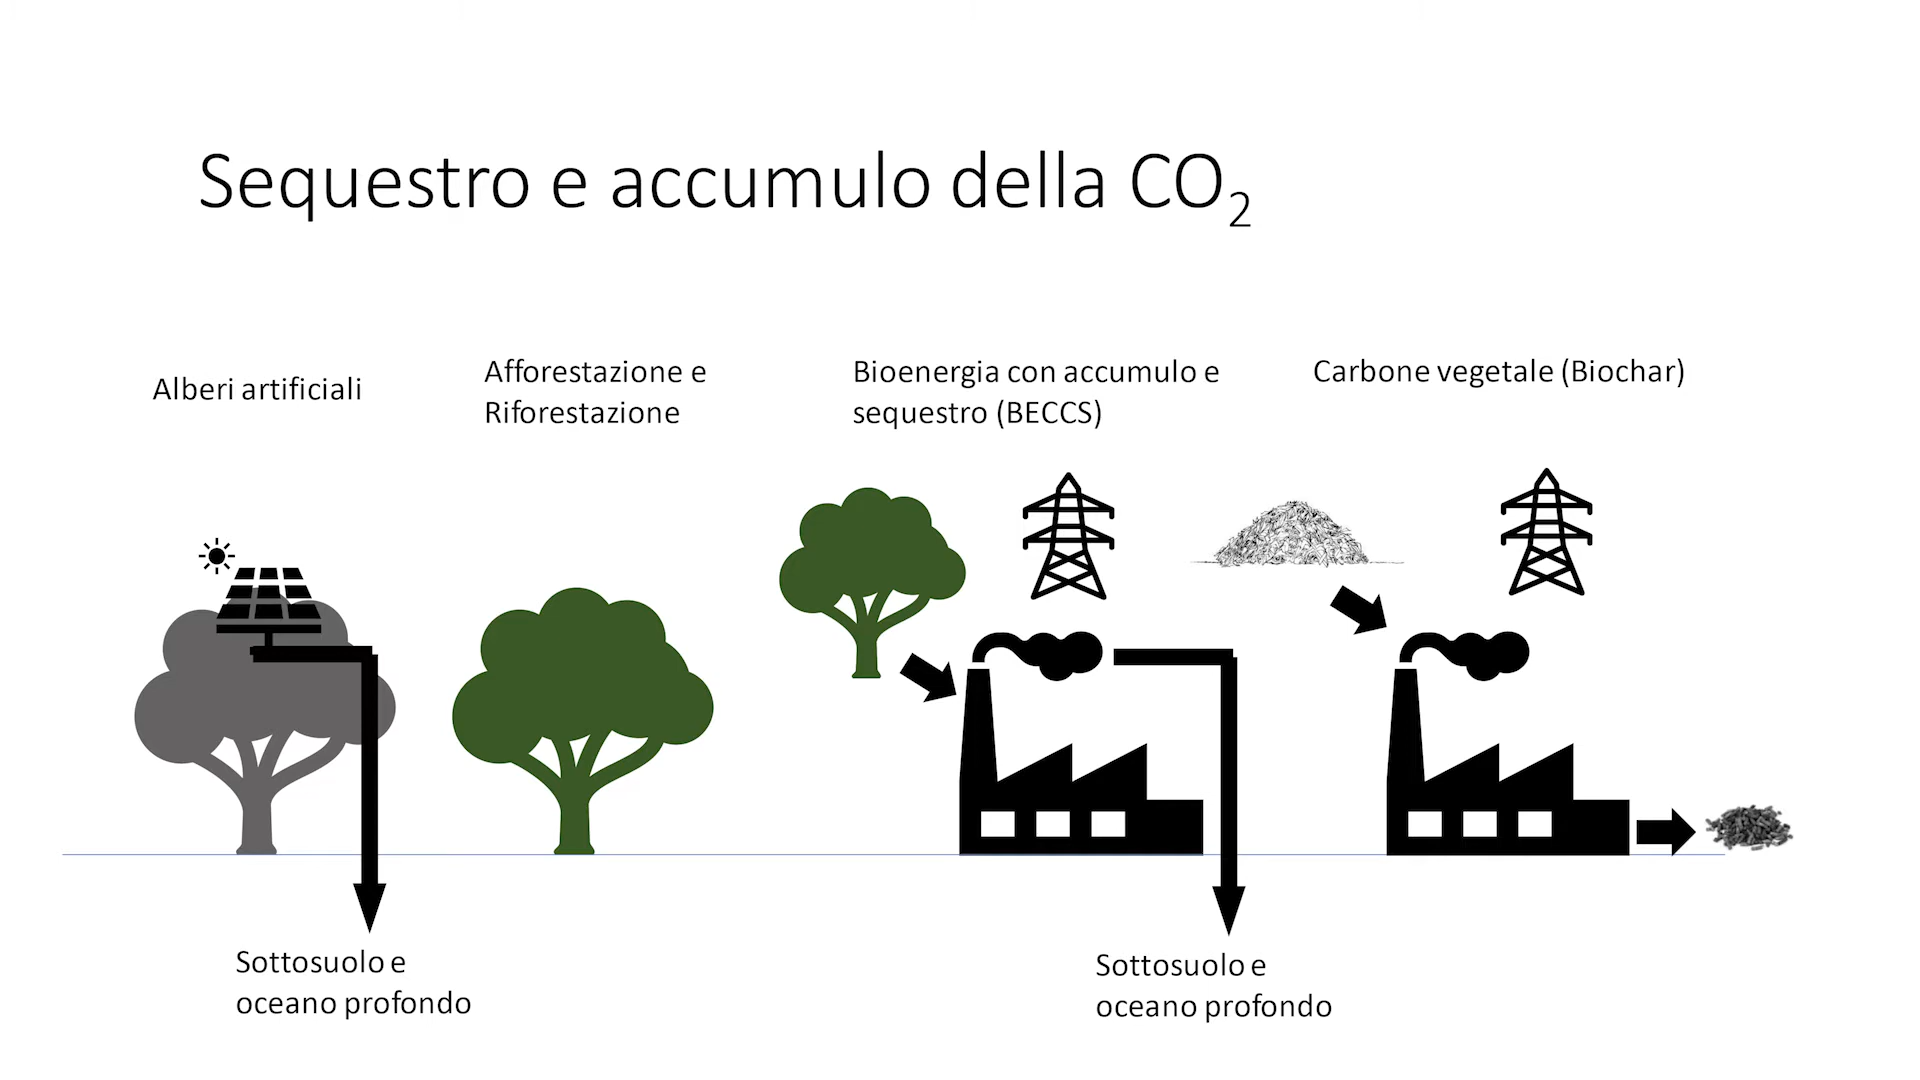 Sequestro e accumulo della CO₂
Alberi artificiali
Afforestazione e
Riforestazione
Bioenergia con accumulo e
sequestro (BECCS)
Carbone vegetale (Biochar)
Sottosuolo e
oceano profondo
Sottosuolo e
oceano profondo